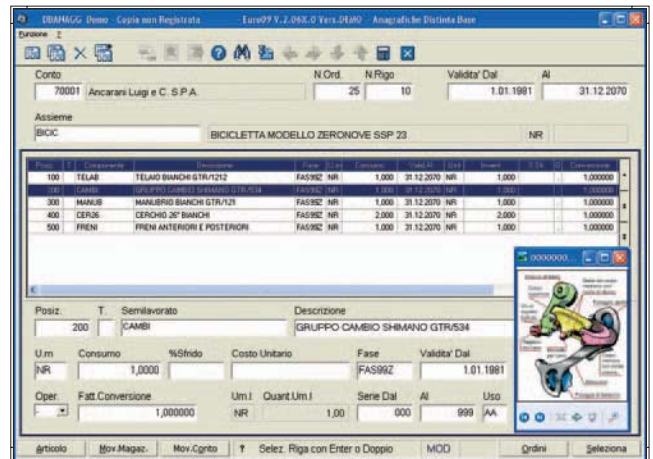 DBAMAGG Demo - Copia non Registrata Euro09 V.2.06X.0 Vers.DEMO - Anagrafiche Distinta Base
Funzione ?
Conto N.Ord. N.Rigo Validita' Dal Al
70001 Ancarani Luigi e C. S.P.A. 25 10 1.01.1981 31.12.2070
Assieme
BICIC BICICLETTA MODELLO ZERONOVE SSP 23 NR
Posiz. T. Componente Descrizione Fase Consumo Valid.Al Conversione
100 TELAB TELAIO BIANCHI GTR/1212 FAS99Z NR 1,000 31.12.2070 NR 1,000 1,000000
200 CAMBI GRUPPO CAMBIO SHIMANO GTR/534 FAS99Z NR 1,000 31.12.2070 NR 1,000 1,000000
300 MANUB MANUBRIO BIANCHI GTR/121 FAS99Z NR 1,000 31.12.2070 NR 1,000 1,000000
400 CER26 CERCHIO 26" BIANCHI FAS99Z NR 2,000 31.12.2070 NR 2,000 1,000000
500 FRENI FRENI ANTERIORI E POSTERIORI FAS99Z NR 1,000 31.12.2070 NR 1,000 1,000000
Posiz. T. Semilavorato Descrizione
200 CAMBI GRUPPO CAMBIO SHIMANO GTR/534
U.m Consumo %Sfrido Costo Unitario Fase Validita' Dal
NR 1,0000 FAS99Z 1.01.1981
Oper. Fatt.Conversione Um.I Quant.Um.I Serie Dal Al Uso
- 1,000000 NR 1,00 000 999 AA
Articolo Mov.Magaz. Mov.Conto ? Selez. Riga con Enter o Doppio MOD Ordini Seleziona